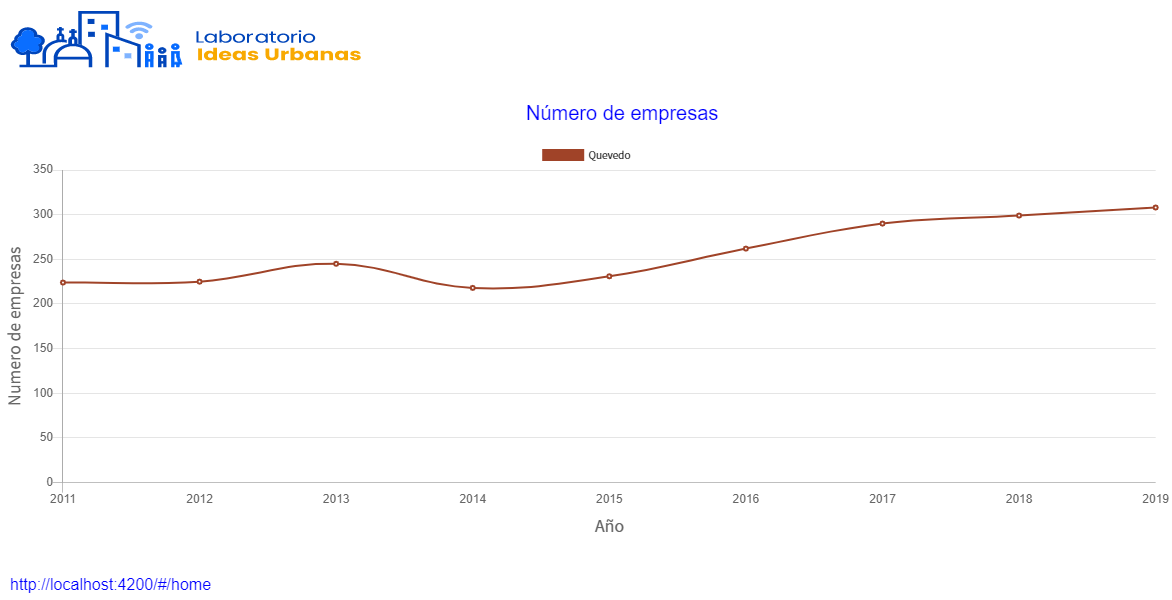 Laboratorio
Ideas Urbanas
Número de empresas
Quevedo
350
300
250
200
150
100
50
0
Numero de empresas
2011 2012 2013 2014 2015 2016 2017 2018 2019
Año
http://localhost:4200/#/home